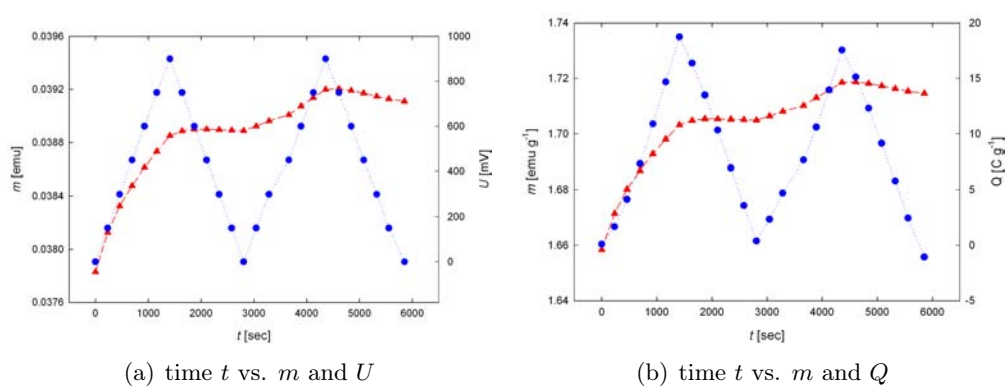 0.0396
0.0392
0.0388
0.0384
0.0380
0.0376
m [emu]
1000
800
600
400
200
0
U [mV]
0 1000 2000 3000 4000 5000 6000
t [sec]
(a) time t vs. m and U
1.74
1.72
1.70
1.68
1.66
1.64
m [emu g⁻¹]
20
15
10
5
0
-5
Q [C g⁻¹]
0 1000 2000 3000 4000 5000 6000
t [sec]
(b) time t vs. m and Q